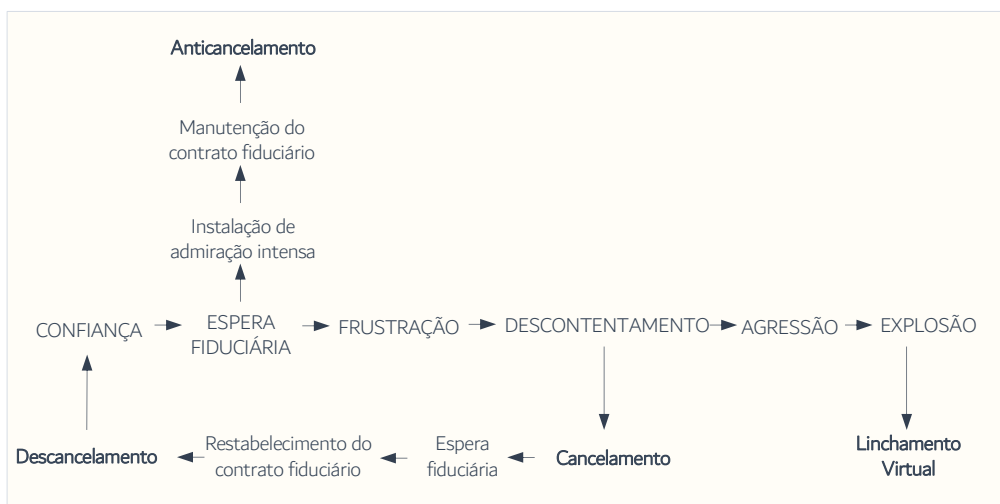 Anticancelamento
Manutenção do
contrato fiduciário
Instalação de
admiração intensa
CONFIANÇA
ESPERA
FIDUCIÁRIA
FRUSTRAÇÃO
DESCONTENTAMENTO
AGRESSÃO
EXPLOSÃO
Descancelamento
Restabelecimento do
contrato fiduciário
Espera
fiduciária
Cancelamento
Linchamento
Virtual